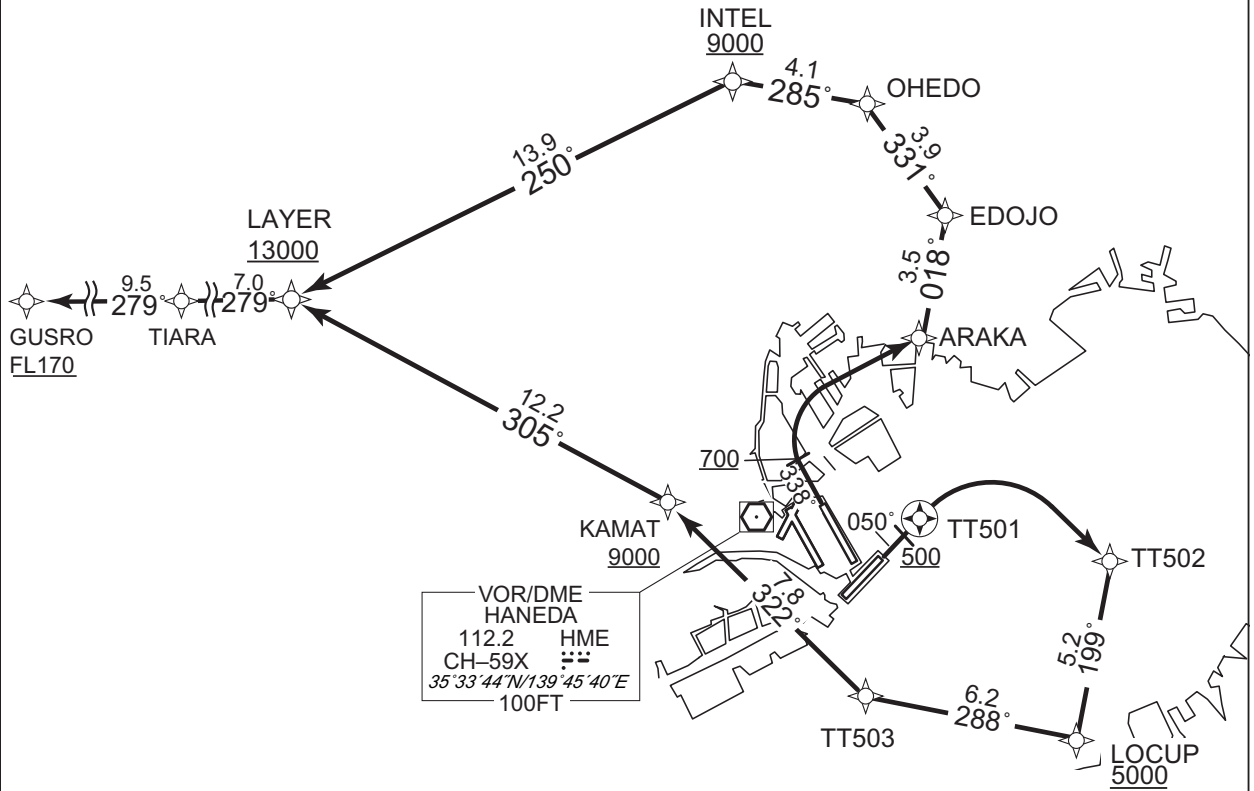 INTEL
9000
4.1
285°
OHEDO
3.9
331°
13.9
250°
EDOJO
LAYER
13000
3.5
018°
9.5
279°
7.0
279°
GUSRO
FL170
TIARA
ARAKA
12.2
305°
700
338°
KAMAT
9000
050°
500
TT501
TT502
7.8
322°
VOR/DME
HANEDA
112.2 HME
CH–59X
35°33′44″N/139°45′40″E
100FT
5.2
199°
6.2
288°
TT503
LOCUP
5000